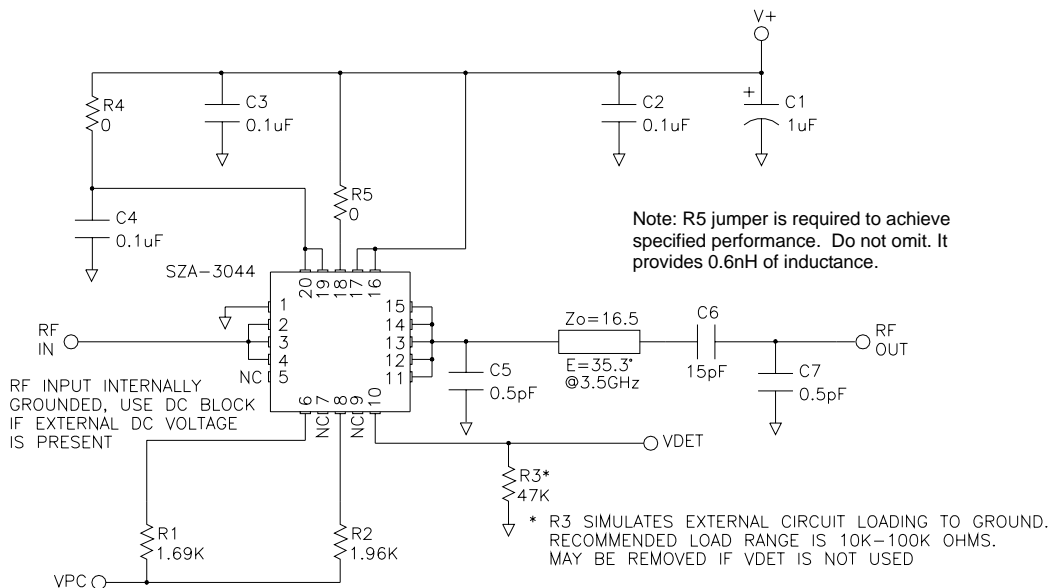 V+
R4
0
C3
0.1uF
C2
0.1uF
+
C1
1uF
R5
0
C4
0.1uF
Note: R5 jumper is required to achieve
specified performance. Do not omit. It
provides 0.6nH of inductance.
SZA-3044
20
19
18
17
16
1
2
3
4
5
15
14
13
12
11
6
7
8
9
10
NC
NC
NC
RF
IN
Zo=16.5
E=35.3°
@3.5GHz
C6
15pF
RF
OUT
C5
0.5pF
C7
0.5pF
RF INPUT INTERNALLY
GROUNDED, USE DC BLOCK
IF EXTERNAL DC VOLTAGE
IS PRESENT
VDET
R3*
47K
* R3 SIMULATES EXTERNAL CIRCUIT LOADING TO GROUND.
RECOMMENDED LOAD RANGE IS 10K-100K OHMS.
MAY BE REMOVED IF VDET IS NOT USED
R1
1.69K
R2
1.96K
VPC